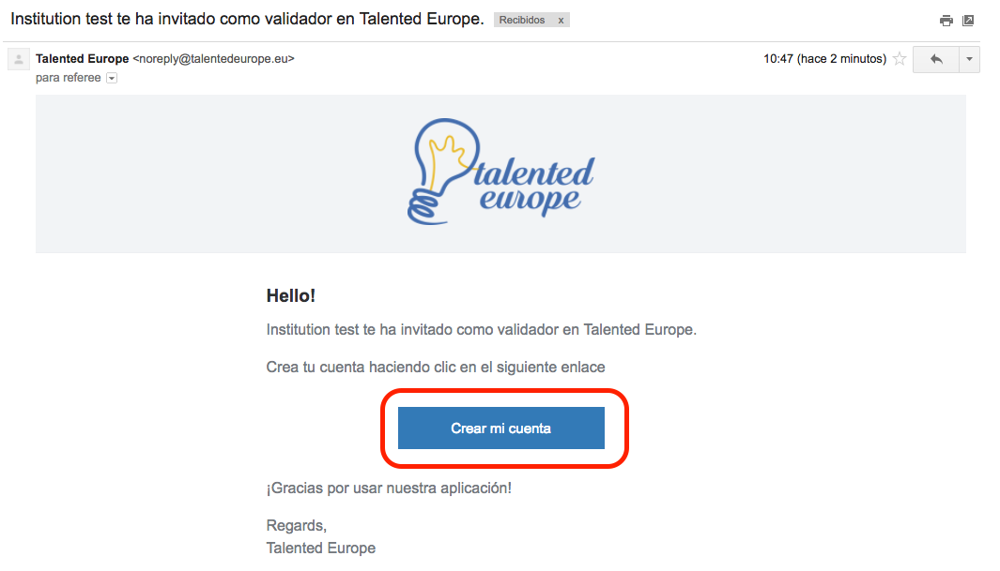 Institution test te ha invitado como validador en Talented Europe. Recibidos x
Talented Europe <noreply@talentedeurope.eu> 10:47 (hace 2 minutos)
para referee
talented
europe
Hello!
Institution test te ha invitado como validador en Talented Europe.
Crea tu cuenta haciendo clic en el siguiente enlace
Crear mi cuenta
¡Gracias por usar nuestra aplicación!
Regards,
Talented Europe